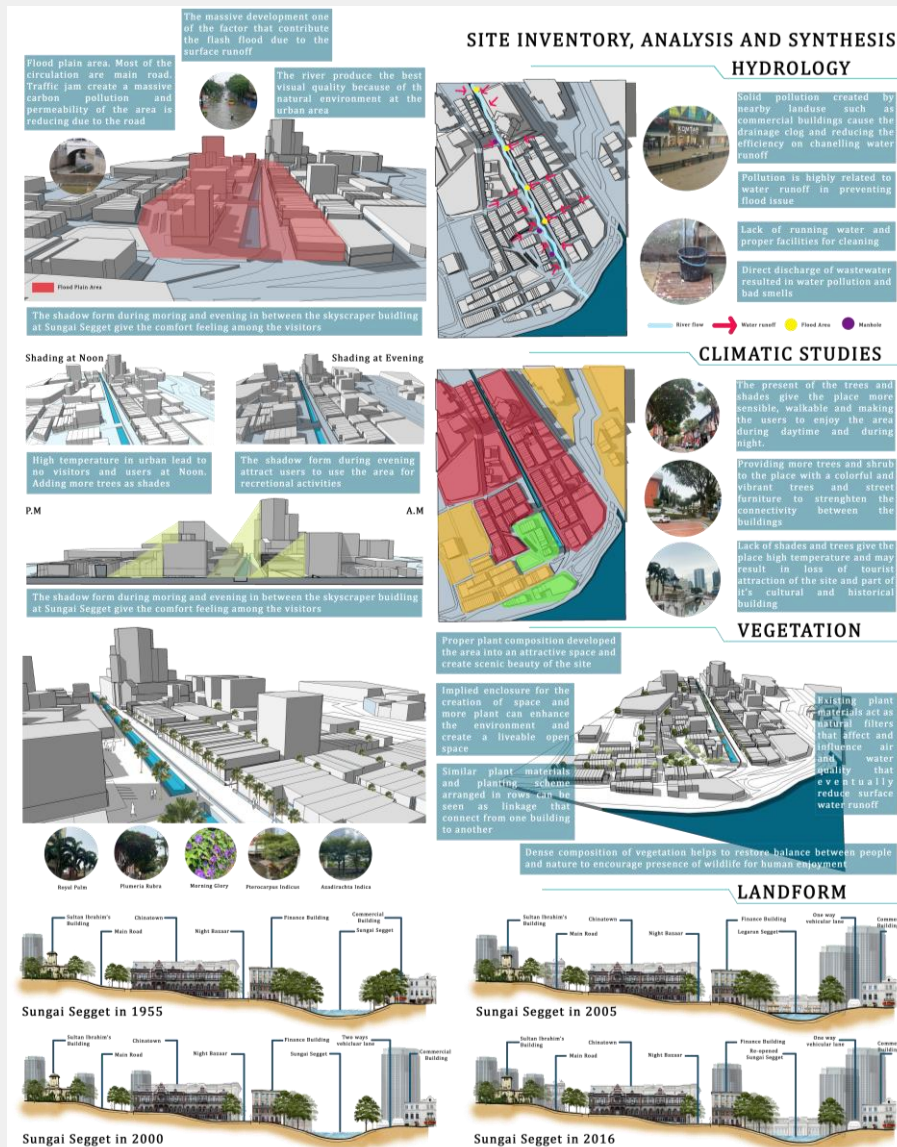 The massive development one
of the factor that contribute
the flash flood due to the
surface runoff
Flood plain area. Most of the
circulation are main road.
Traffic jam create a massive
carbon pollution and
permeability of the area is
reducing due to the road
The river produce the best
visual quality because of th
natural environment at the
urban area
Flood Plain Area
The shadow form during moring and evening in between the skyscraper buidling
at Sungai Segget give the comfort feeling among the visitors
Shading at Noon
Shading at Evening
High temperature in urban lead to
no visitors and users at Noon.
Adding more trees as shades
The shadow form during evening
attract users to use the area for
recretional activities
P.M
A.M
The shadow form during moring and evening in between the skyscraper buidling
at Sungai Segget give the comfort feeling among the visitors
Royal Palm
Plumeria Rubra
Morning Glory
Pterocarpus Indicus
Azadirachta Indica
SITE INVENTORY, ANALYSIS AND SYNTHESIS
HYDROLOGY
KOMTAR
Solid pollution created by
nearby landuse such as
commercial buildings cause the
drainage clog and reducing the
efficiency on chanelling water
runoff
Pollution is highly related to
water runoff in preventing
flood issue
Lack of running water and
proper facilities for cleaning
Direct discharge of wastewater
resulted in water pollution and
bad smells
River flow
Water runoff
Flood Area
Manhole
CLIMATIC STUDIES
The present of the trees and
shades give the place more
sensible, walkable and making
the users to enjoy the area
during daytime and during
night.
Providing more trees and shrub
to the place with a colorful and
vibrant trees and street
furniture to strenghten the
connectivity between the
buildings
Lack of shades and trees give the
place high temperature and may
result in loss of tourist
attraction of the site and part of
it's cultural and historical
building
VEGETATION
Proper plant composition developed
the area into an attractive space and
create scenic beauty of the site
Implied enclosure for the
creation of space and
more plant can enhance
the environment and
create a liveable open
space
Similar plant materials
and planting scheme
arranged in rows can be
seen as linkage that
connect from one building
to another
Existing plant
materials act as
natural filters
that affect and
influence air
and water
quality that
eventually
reduce surface
water runoff
Dense composition of vegetation helps to restore balance between people
and nature to encourage presence of wildlife for human enjoyment
LANDFORM
Sultan Ibrahim's
Building
Main Road
Chinatown
Night Bazaar
Finance Building
Commercial
Building
Sungai Segget
Sungai Segget in 1955
Sultan Ibrahim's
Building
Main Road
Chinatown
Night Bazaar
Finance Building
Legaran Segget
One way
vehicular lane
Comm
Build
Sungai Segget in 2005
Sultan Ibrahim's
Building
Main Road
Chinatown
Night Bazaar
Finance Building
Sungai Segget
Two ways
vehicular lane
Commercial
Building
Sungai Segget in 2000
Sultan Ibrahim's
Building
Main Road
Chinatown
Night Bazaar
Finance Building
Re-opened
Sungai Segget
One way
vehicular lane
Comm
Build
Sungai Segget in 2016